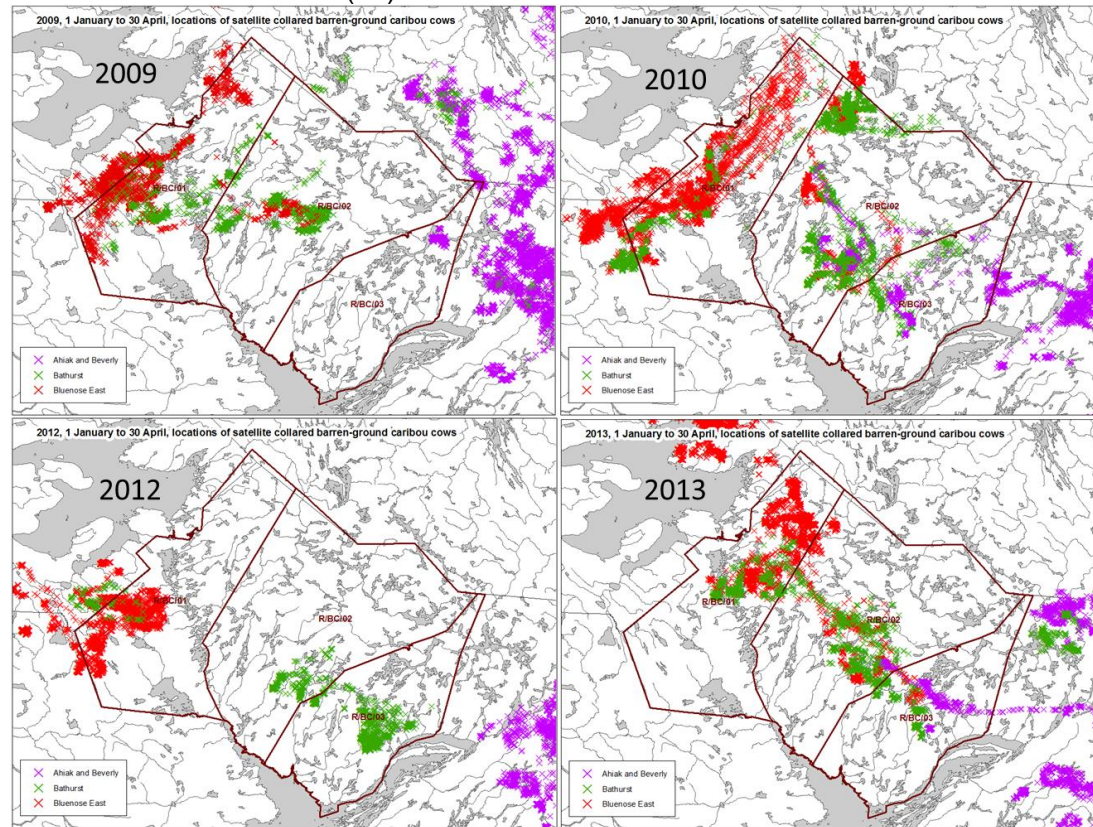 2009, 1 January to 30 April, locations of satellite collared barren-ground caribou cows
2009
R/BC/01
R/BC/02
R/BC/03
Ahiak and Beverly
Bathurst
Bluenose East
2010, 1 January to 30 April, locations of satellite collared barren-ground caribou cows
2010
R/BC/01
R/BC/02
R/BC/03
Ahiak and Beverly
Bathurst
Bluenose East
2012, 1 January to 30 April, locations of satellite collared barren-ground caribou cows
2012
R/BC/01
R/BC/02
R/BC/03
Ahiak and Beverly
Bathurst
Bluenose East
2013, 1 January to 30 April, locations of satellite collared barren-ground caribou cows
2013
R/BC/01
R/BC/02
R/BC/03
Ahiak and Beverly
Bathurst
Bluenose East